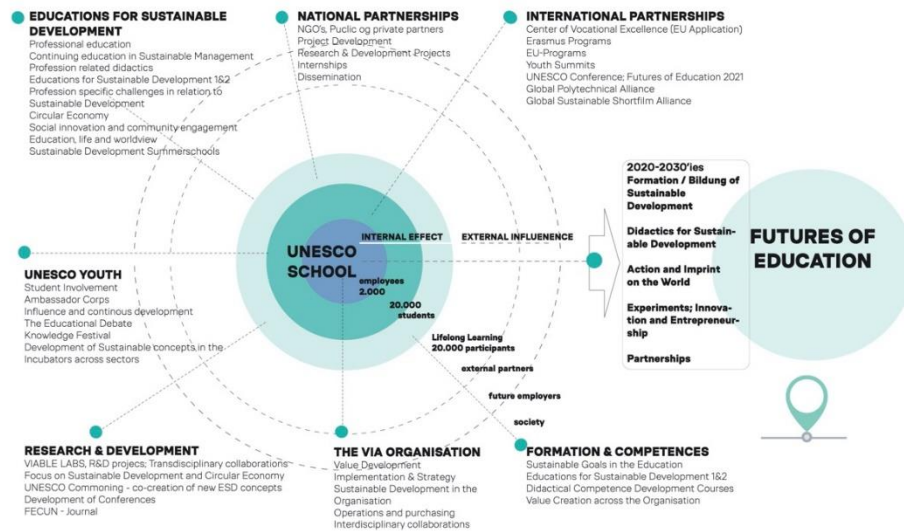 EDUCATIONS FOR SUSTAINABLE
DEVELOPMENT
Professional education
Continuing education in Sustainable Management
Profession related didactics
Educations for Sustainable Development 1&2
Profession specific challenges in relation to
Sustainable Development
Circular Economy
Social innovation and community engagement
Education, life and worldview
Sustainable Development Summerschools
NATIONAL PARTNERSHIPS
NGO's, Puclic og private partners
Project Development
Research & Development Projects
Internships
Dissemination
INTERNATIONAL PARTNERSHIPS
Center of Vocational Excellence (EU Application)
Erasmus Programs
EU-Programs
Youth Summits
UNESCO Conference; Futures of Education 2021
Global Polytechnical Alliance
Global Sustainable Shortfilm Alliance
UNESCO
SCHOOL
INTERNAL EFFECT
EXTERNAL INFLUENENCE
employees
2.000
20.000
students
Lifelong Learning
20.000 participants
external partners
future employers
society
2020-2030'ies
Formation / Bildung of
Sustainable
Development
Didactics for Sustain-
able Development
Action and Imprint
on the World
Experiments; Innova-
tion and Entrepreneur-
ship
Partnerships
FUTURES OF
EDUCATION
UNESCO YOUTH
Student Involvement
Ambassador Corps
Influence and continous development
The Educational Debate
Knowledge Festival
Development of Sustainable concepts in the
Incubators across sectors
RESEARCH & DEVELOPMENT
VIABLE LABS, R&D projecs; Transdisciplinary collaborations
Focus on Sustainable Development and Circular Economy
UNESCO Commoning - co-creation of new ESD concepts
Development of Conferences
FECUN - Journal
THE VIA ORGANISATION
Value Development
Implementation & Strategy
Sustainable Development in the
Organisation
Operations and purchasing
Interdisciplinary collaborations
FORMATION & COMPETENCES
Sustainable Goals in the Education
Educations for Sustainable Development 1&2
Didactical Competence Development Courses
Value Creation across the Organisation